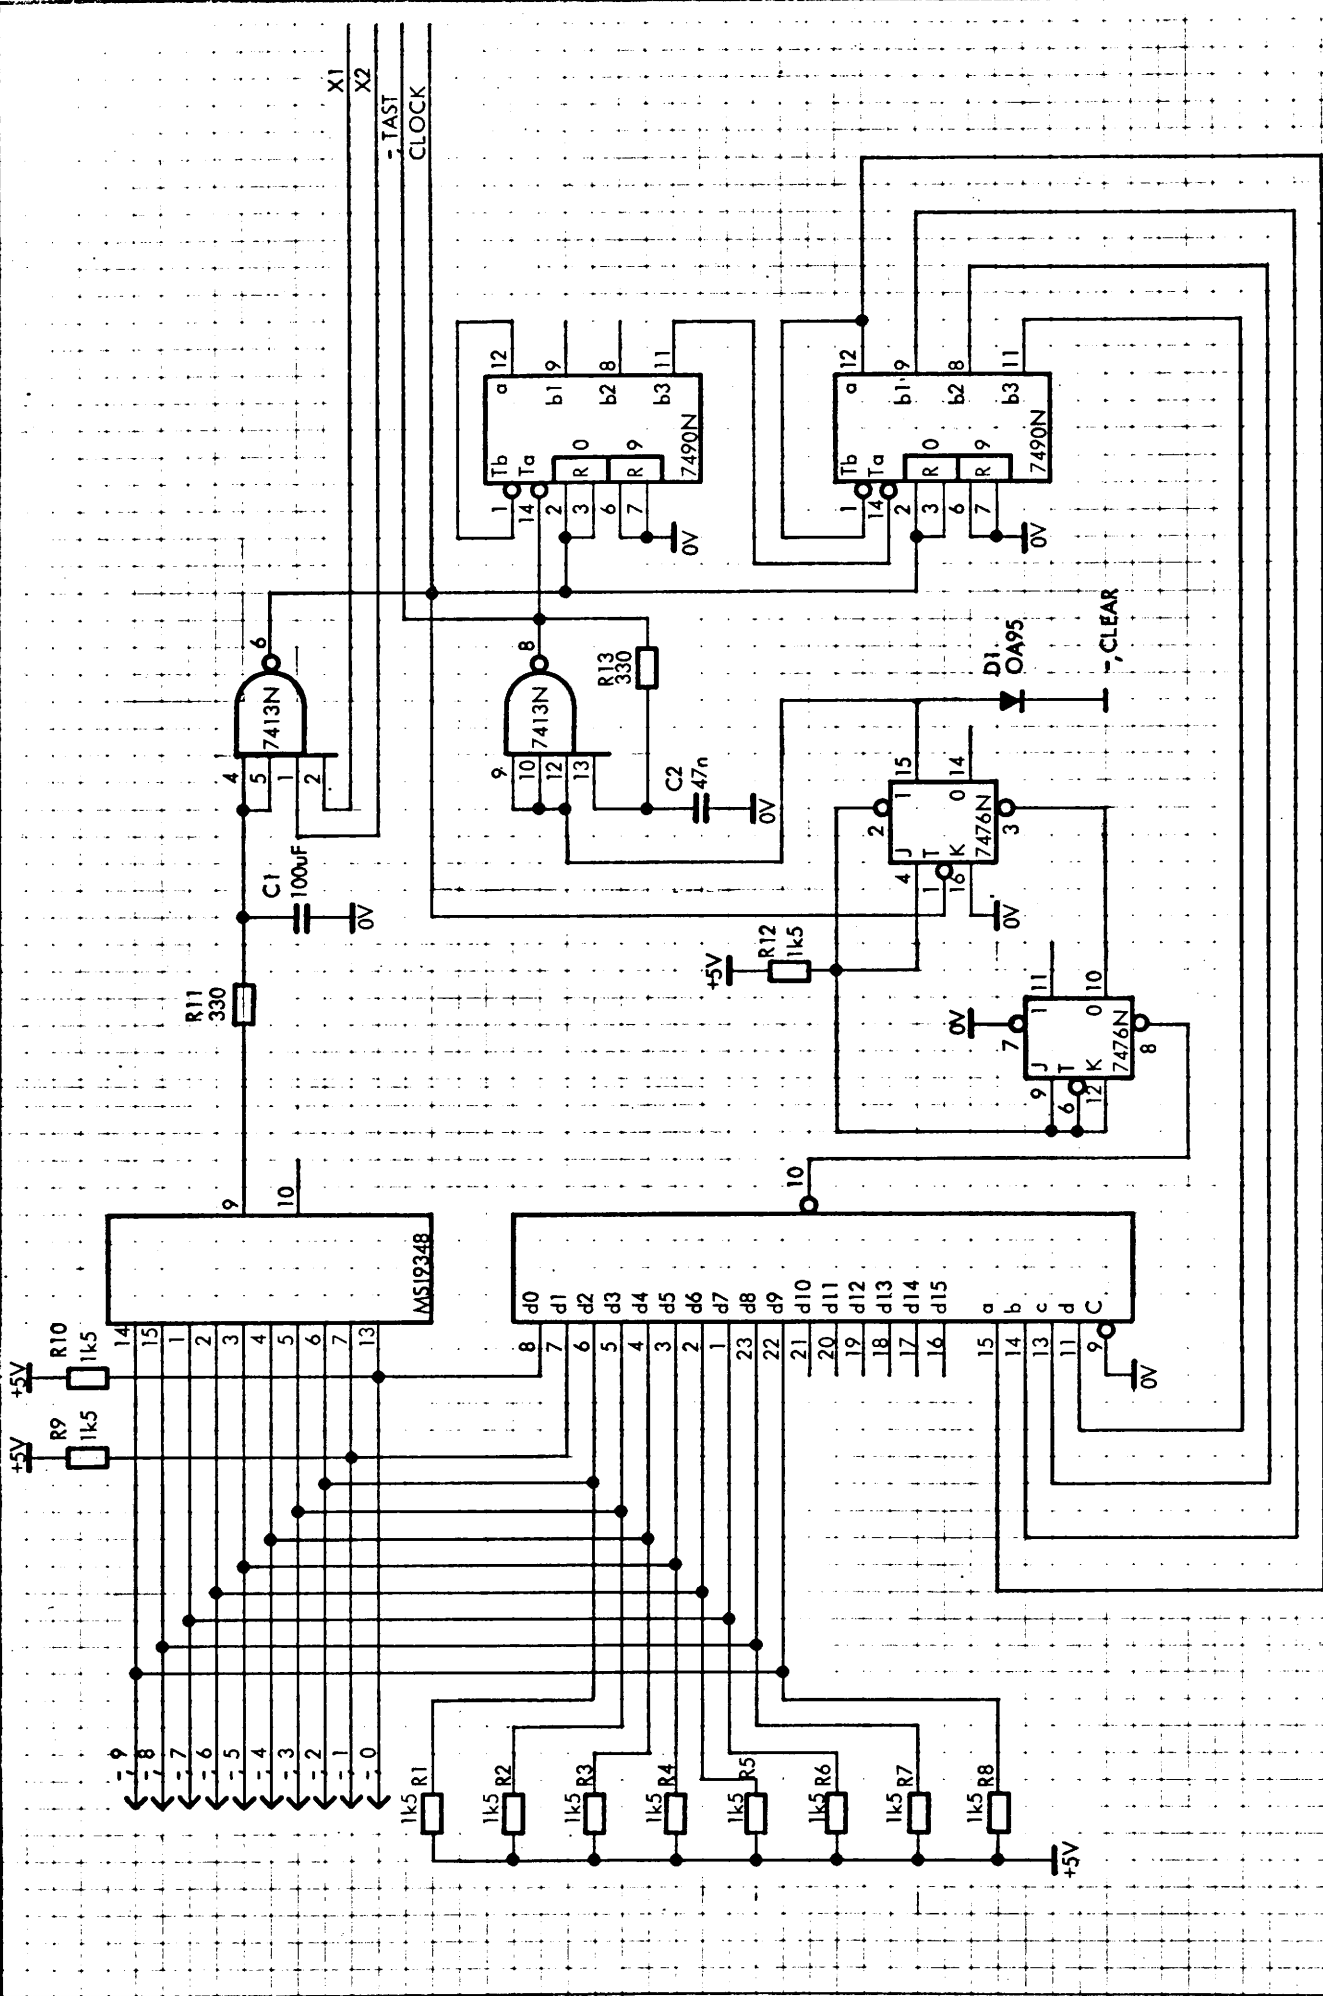 X1
X2
-,TAST
CLOCK
6
7413N
4
5
1
2
C1
100uF
0V
R11
330
9
10
MSI9348
14
15
1
2
3
4
5
6
7
13
+5V
R10
1k5
+5V
R9
1k5
-,9
-,8
-,7
-,6
-,5
-,4
-,3
-,2
-,1
-,0
12
9
8
11
a
b1
b2
b3
Tb
Ta
R 0
R 9
7490N
1
14
2
3
6
7
0V
12
9
8
11
a
b1
b2
b3
Tb
Ta
R 0
R 9
7490N
1
14
2
3
6
7
0V
8
7413N
9
10
12
13
R13
330
C2
47n
0V
D1
OA95
-,CLEAR
15
14
1
0
2
J
T
K
7476N
3
4
1
16
0V
+5V
R12
1k5
11
10
0V
7
1
0
J
T
K
7476N
8
9
6
12
10
d0
d1
d2
d3
d4
d5
d6
d7
d8
d9
d10
d11
d12
d13
d14
d15
a
b
c
d
C
8
7
6
5
4
3
2
1
23
22
21
20
19
18
17
16
15
14
13
11
9
0V
1k5 R1
1k5 R2
1k5 R3
1k5 R4
1k5 R5
1k5 R6
1k5 R7
1k5 R8
+5V